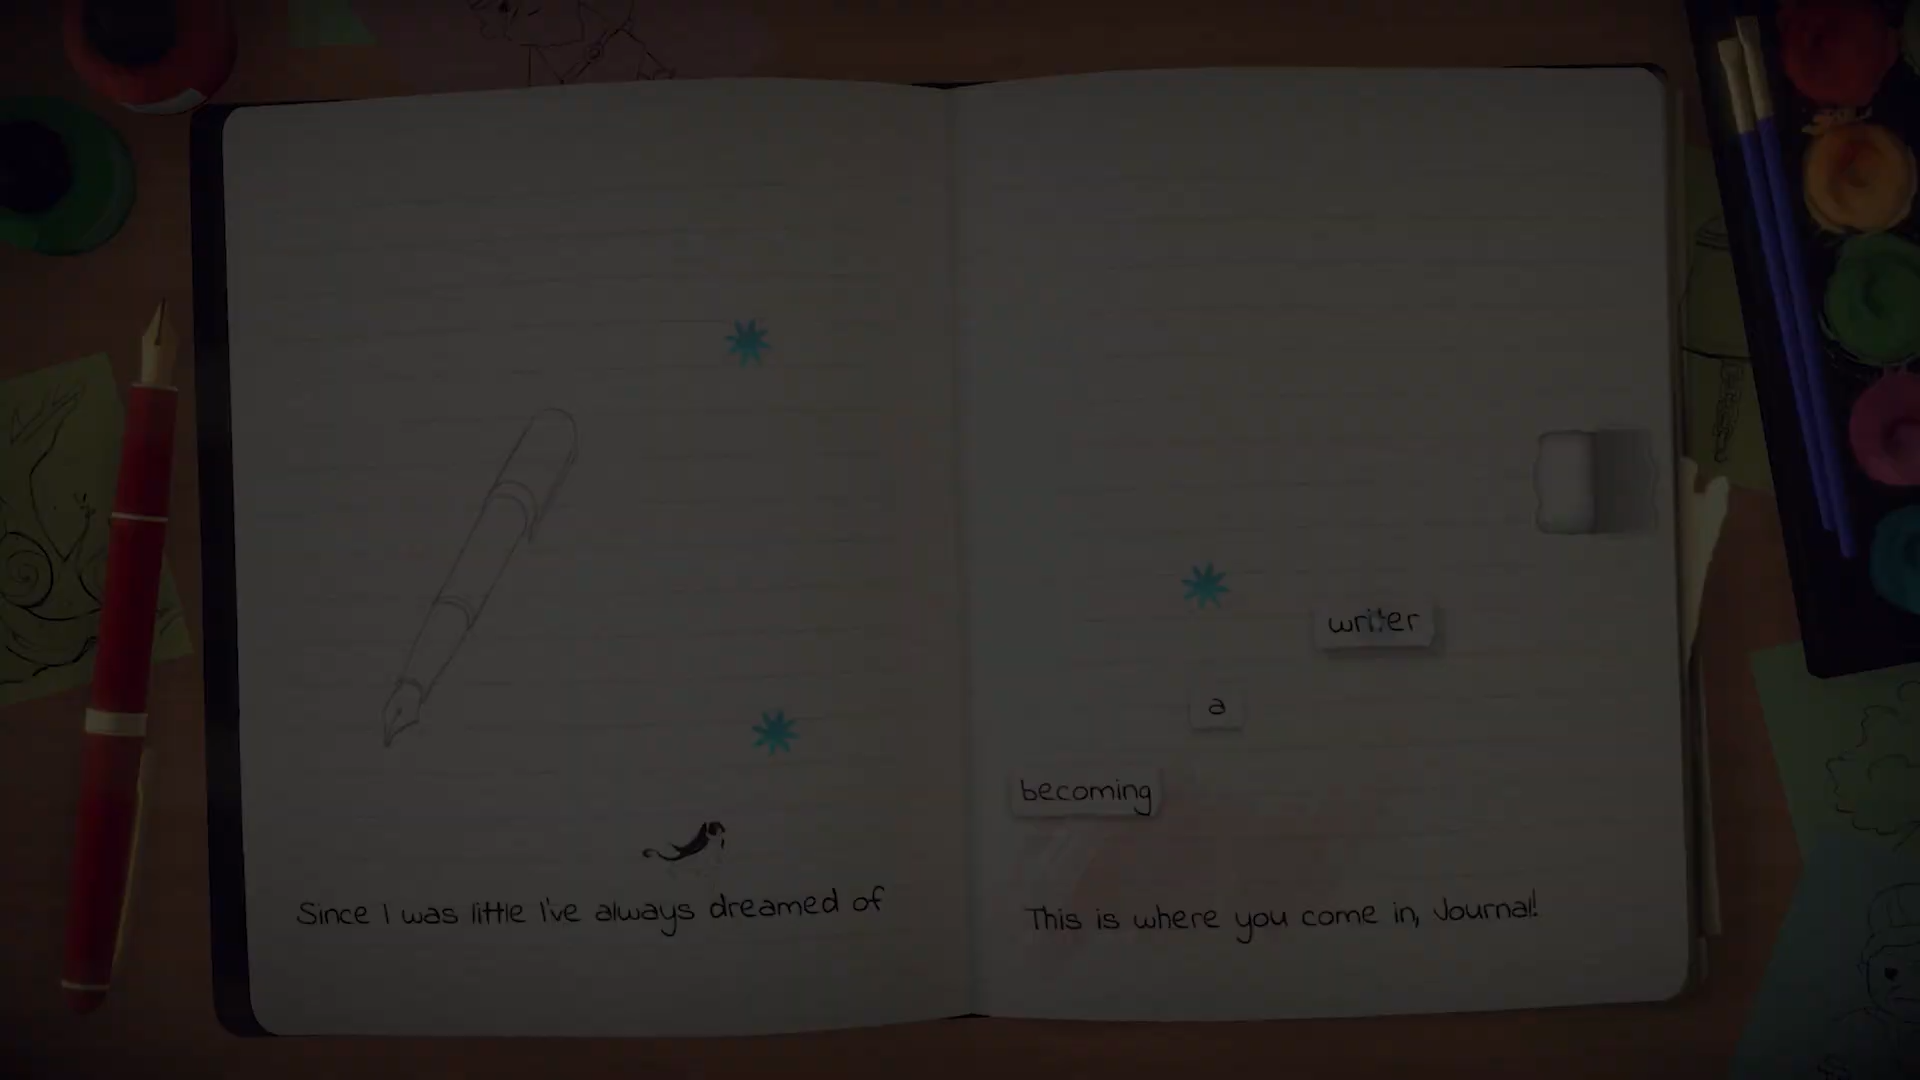 Since I was little I've always dreamed of
writer
a
becoming
This is where you come in, Journal!